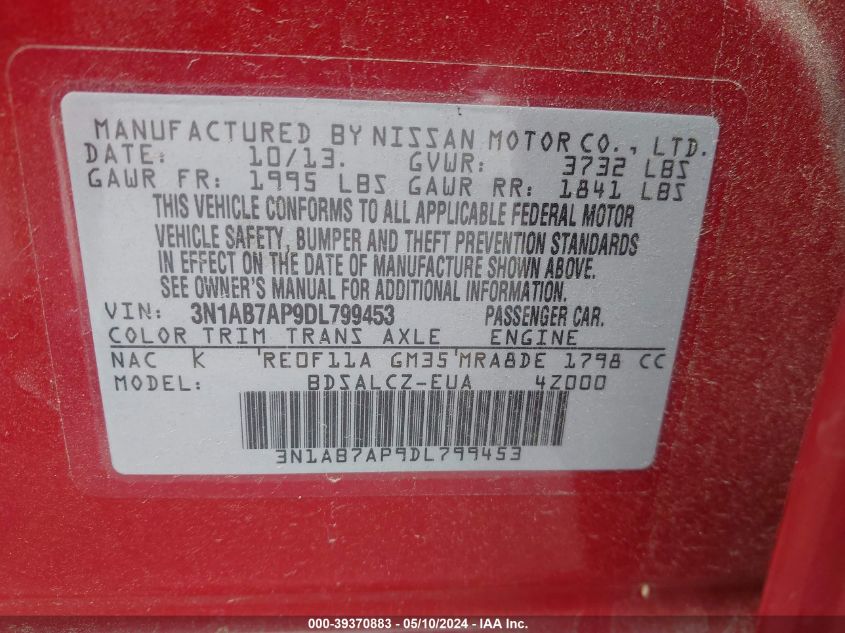 MANUFACTURED BY NISSAN MOTOR CO., LTD.
DATE: 10/13. GVWR: 3732 LBS
GAWR FR: 1995 LBS GAWR RR: 1841 LBS
THIS VEHICLE CONFORMS TO ALL APPLICABLE FEDERAL MOTOR
VEHICLE SAFETY, BUMPER AND THEFT PREVENTION STANDARDS
IN EFFECT ON THE DATE OF MANUFACTURE SHOWN ABOVE.
SEE OWNER'S MANUAL FOR ADDITIONAL INFORMATION.
VIN: 3N1AB7AP9DL799453 PASSENGER CAR.
COLOR TRIM TRANS AXLE ENGINE
NAC K 'RE0F11A GM35'MRA8DE 1798 CC
MODEL: BDSALCZ-EUA 4Z000
3N1AB7AP9DL799453
000-39370883 - 05/10/2024 - IAA Inc.